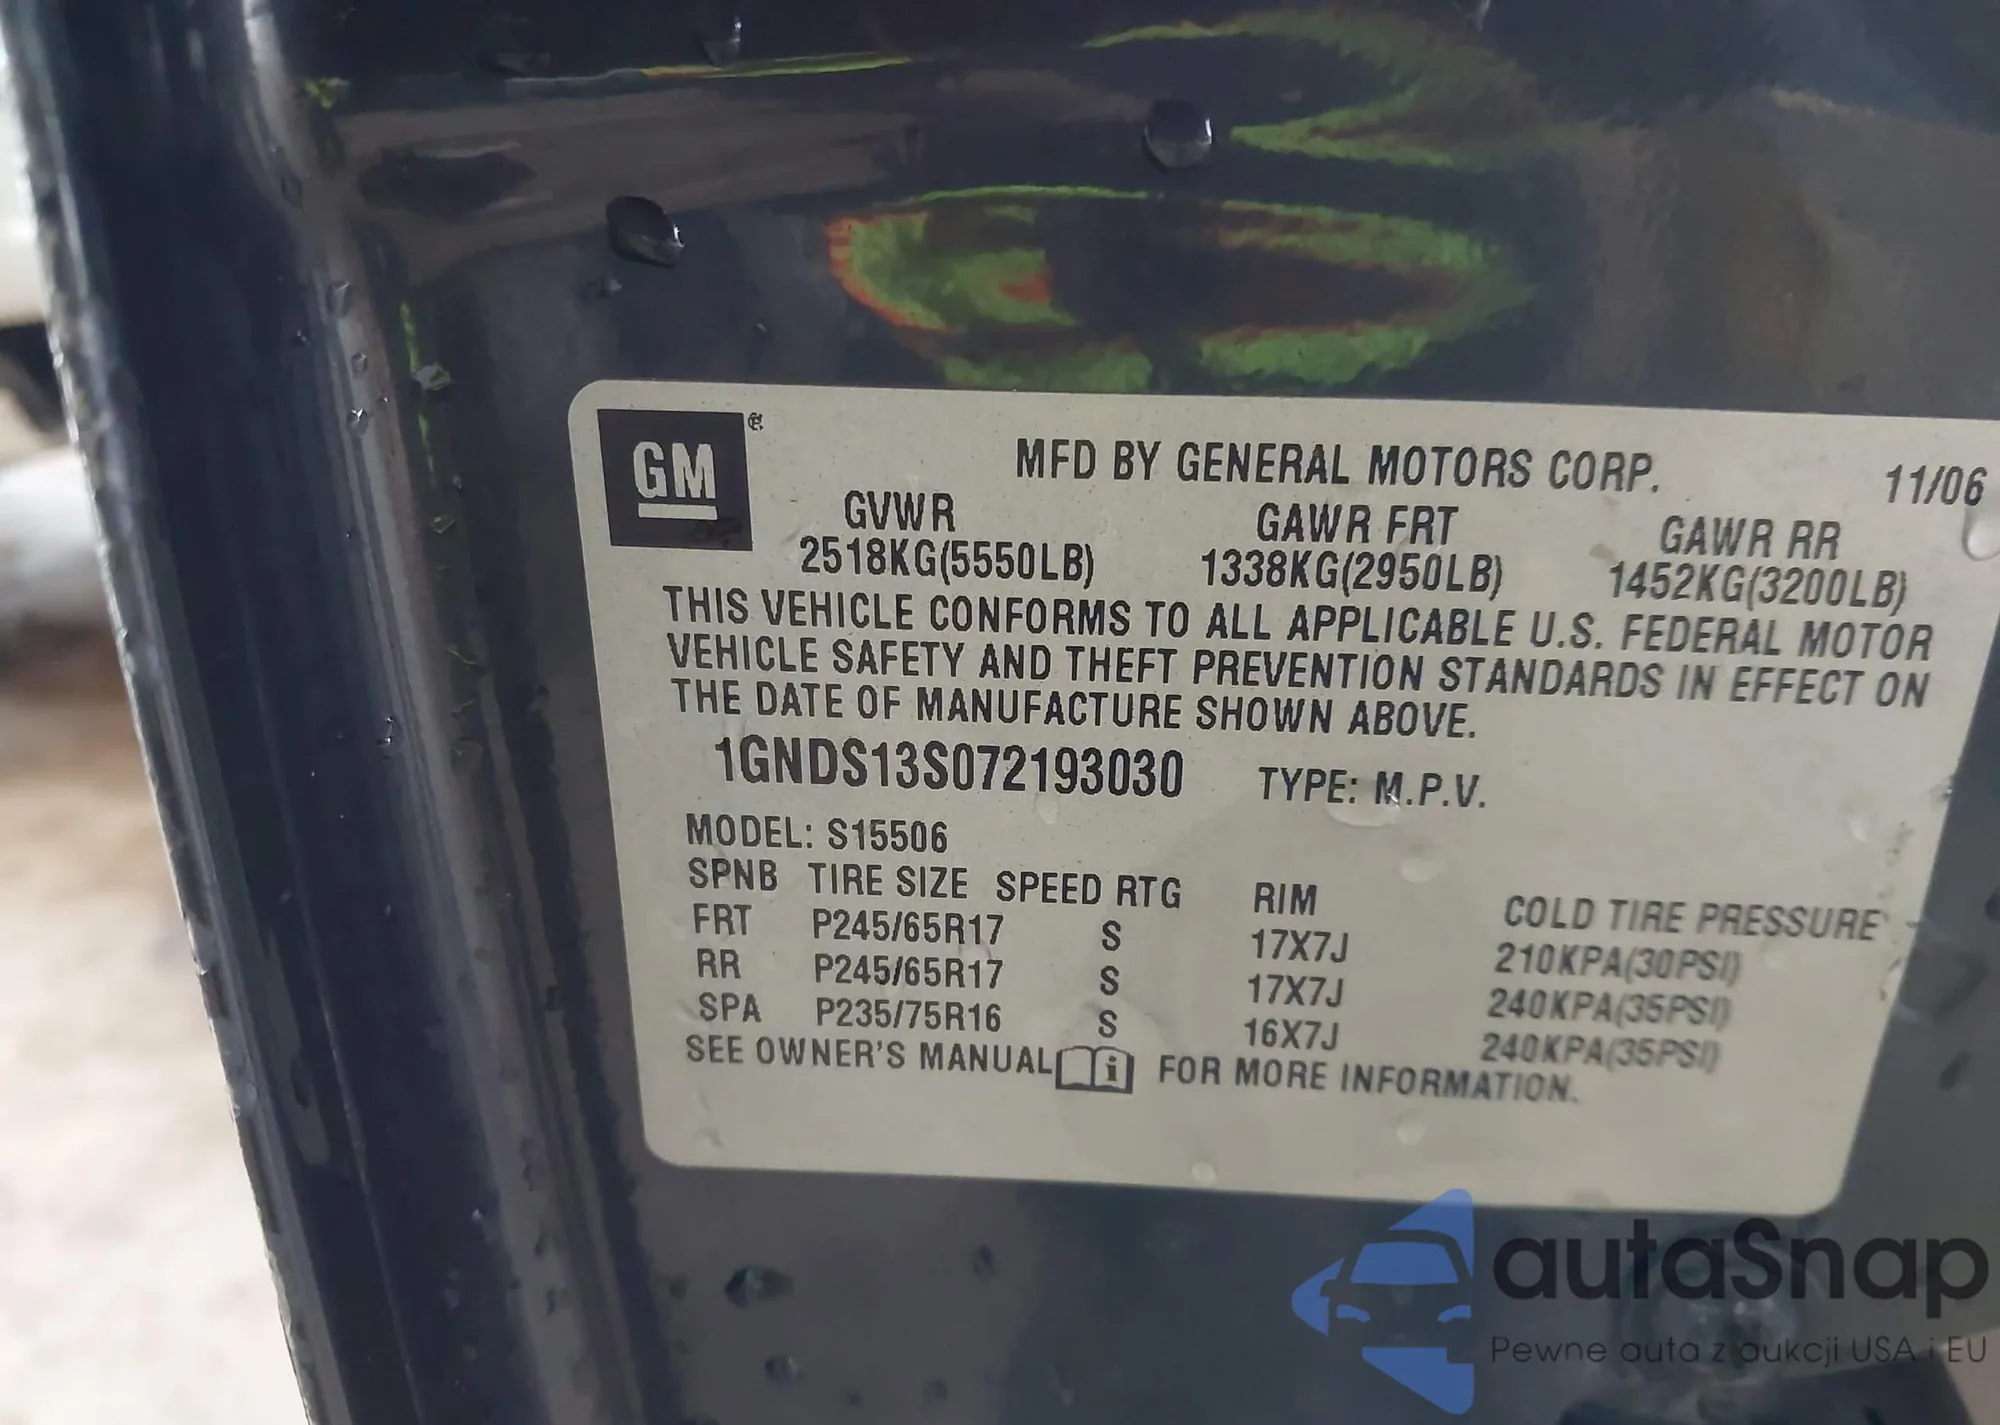 GM
MFD BY GENERAL MOTORS CORP. 11/06
GVWR GAWR FRT GAWR RR
2518KG(5550LB) 1338KG(2950LB) 1452KG(3200LB)
THIS VEHICLE CONFORMS TO ALL APPLICABLE U.S. FEDERAL MOTOR
VEHICLE SAFETY AND THEFT PREVENTION STANDARDS IN EFFECT ON
THE DATE OF MANUFACTURE SHOWN ABOVE.
1GNDS13S072193030 TYPE: M.P.V.
MODEL: S15506
SPNB TIRE SIZE SPEED RTG RIM COLD TIRE PRESSURE
FRT P245/65R17 S 17X7J 210KPA(30PSI)
RR P245/65R17 S 17X7J 240KPA(35PSI)
SPA P235/75R16 S 16X7J 240KPA(35PSI)
SEE OWNER'S MANUAL i FOR MORE INFORMATION.
autaSnap
Pewne auta z aukcji USA i EU